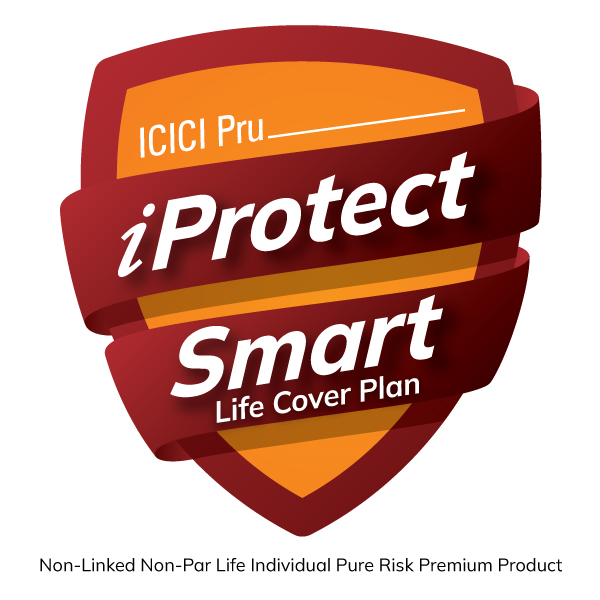 ICICI Pru
iProtect
Smart
Life Cover Plan
Non-Linked Non-Par Life Individual Pure Risk Premium Product